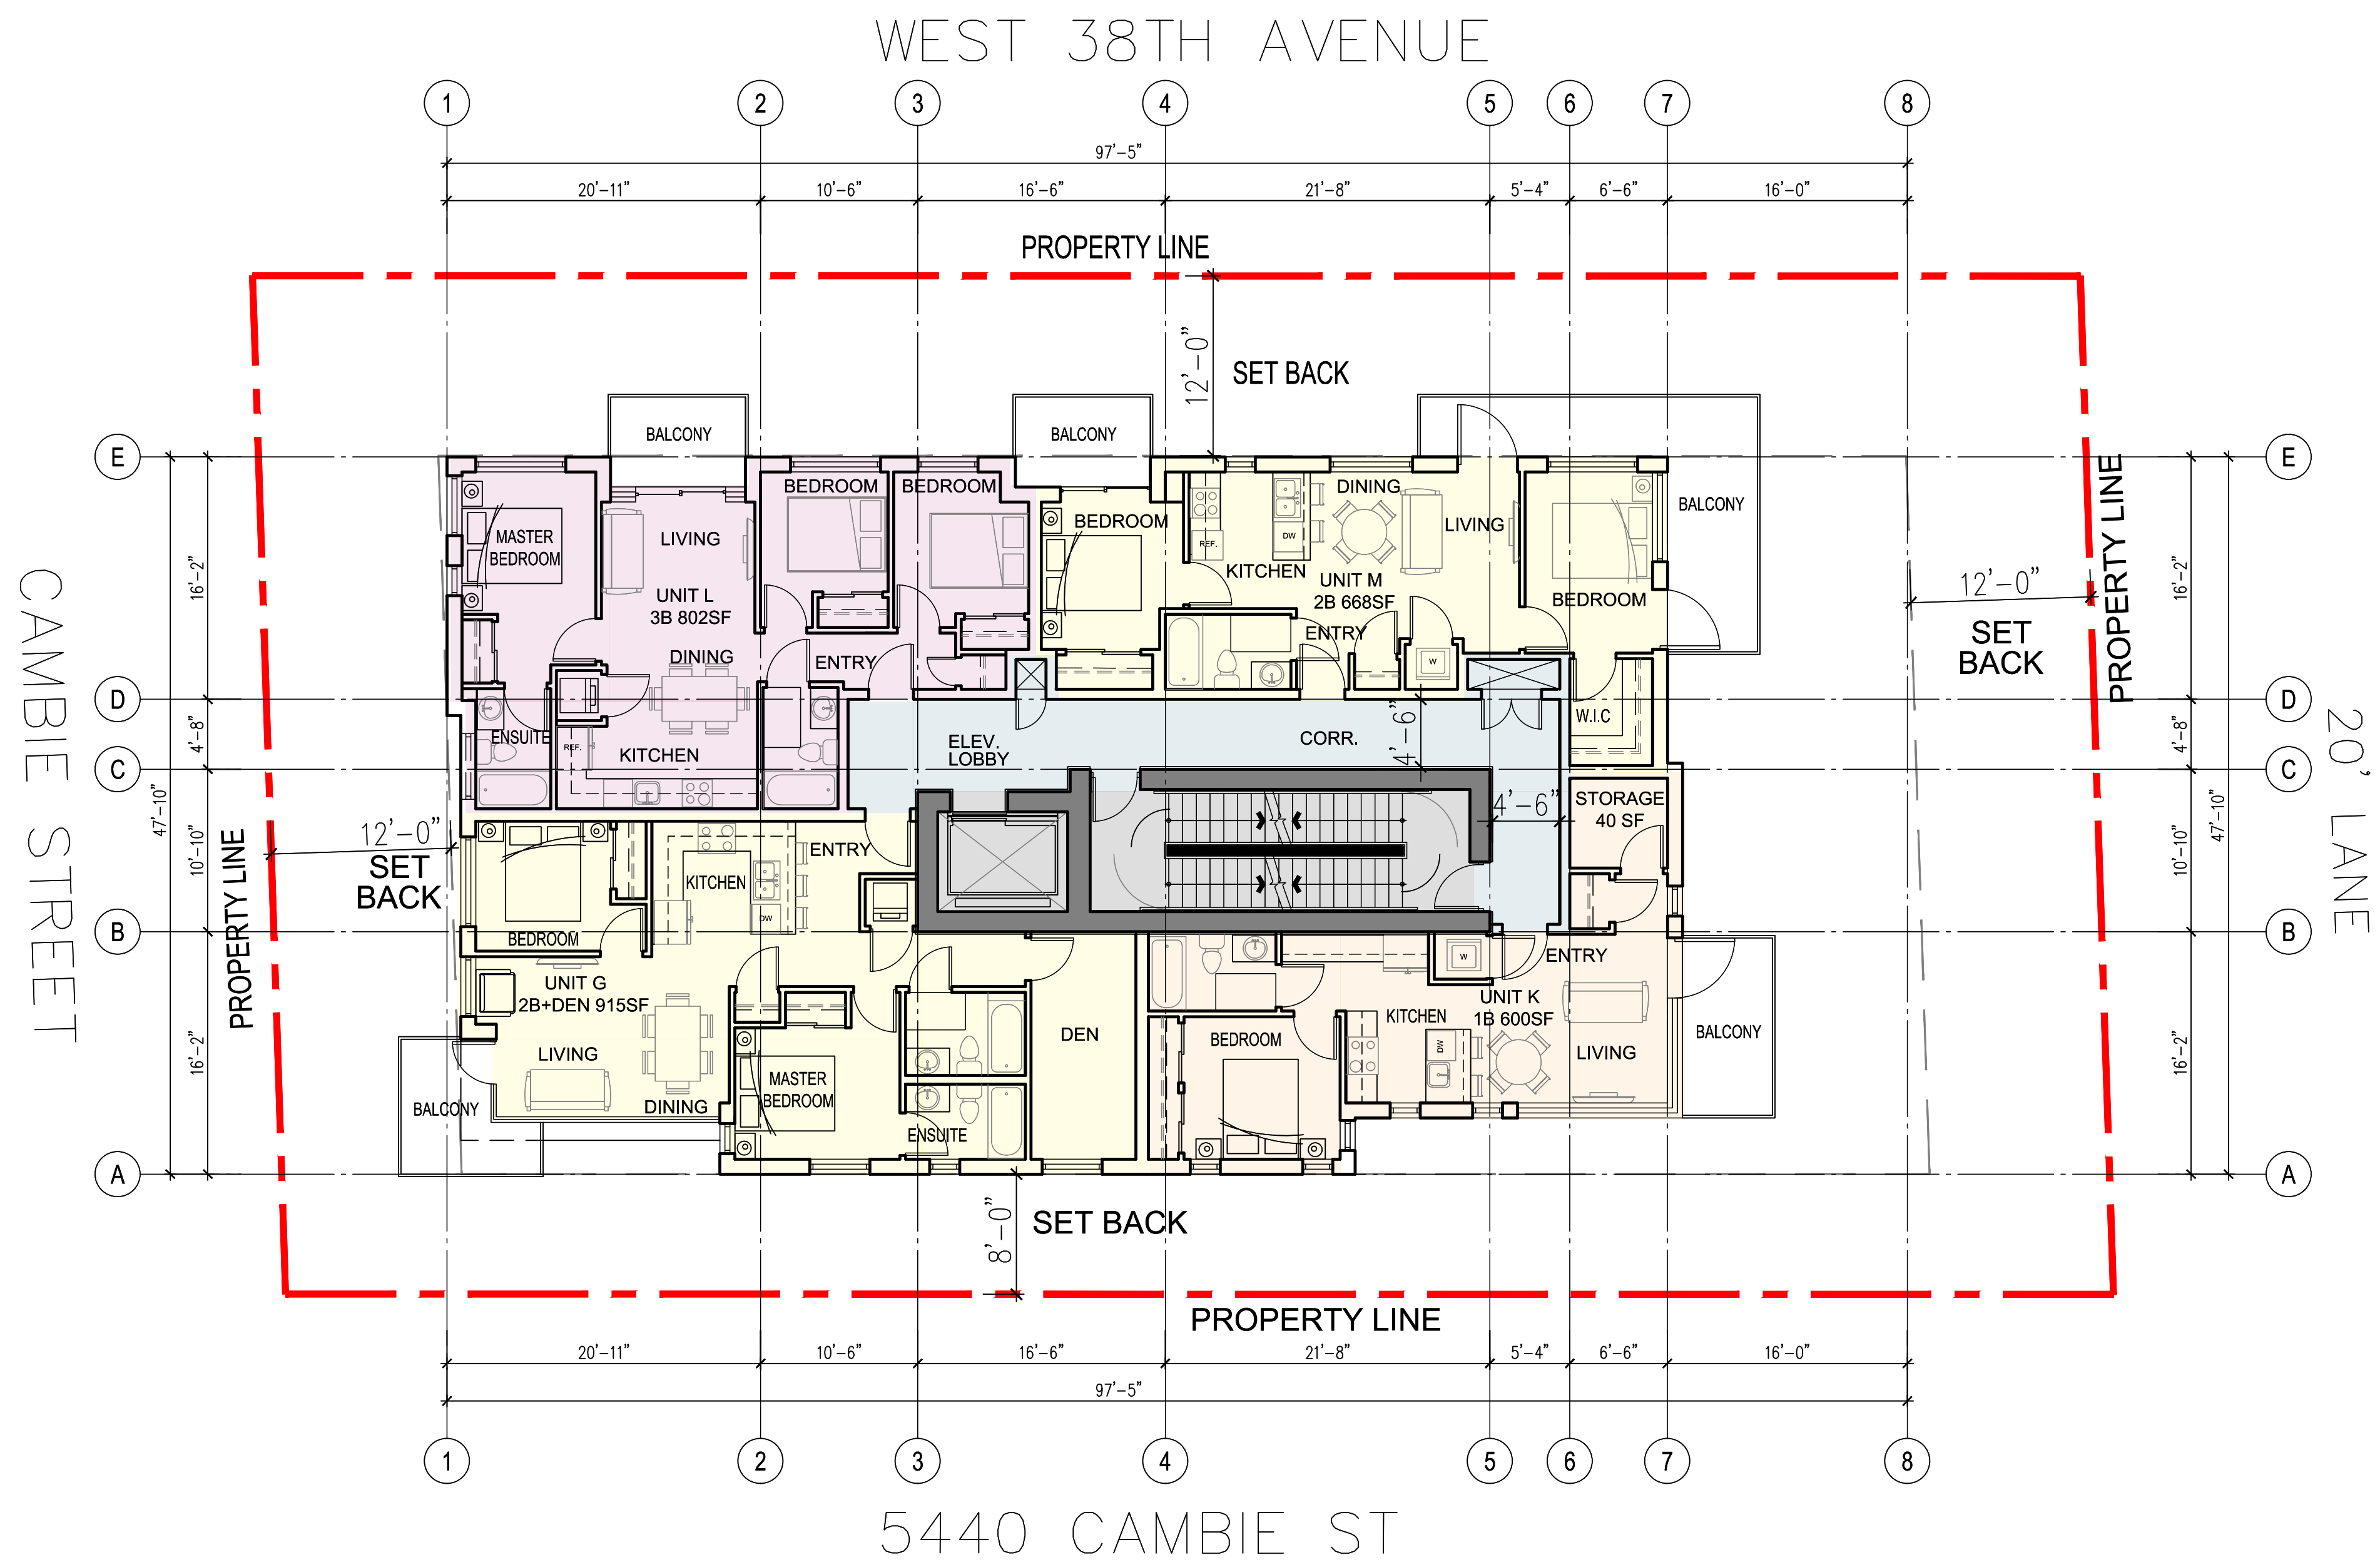 WEST 38TH AVENUE
1 2 3 4 5 6 7 8
97'-5"
20'-11" 10'-6" 16'-6" 21'-8" 5'-4" 6'-6" 16'-0"
PROPERTY LINE
12'-0"
SET BACK
BALCONY
BALCONY
BALCONY
E E
MASTER
BEDROOM
LIVING
UNIT L
3B 802SF
DINING
KITCHEN
REF.
ENSUITE
BEDROOM
BEDROOM
ENTRY
BEDROOM
KITCHEN
REF.
DW
DINING
LIVING
UNIT M
2B 668SF
ENTRY
W
BEDROOM
W.I.C
16'-2" 16'-2"
D D
4'-8" 4'-8"
C C
47'-10" 47'-10"
10'-10" 10'-10"
B B
16'-2" 16'-2"
A A
CAMBIE STREET
20' LANE
PROPERTY LINE
PROPERTY LINE
12'-0"
SET
BACK
12'-0"
SET
BACK
ELEV.
LOBBY
CORR.
4'-6"
4'-6"
STORAGE
40 SF
BEDROOM
KITCHEN
DW
ENTRY
UNIT G
2B+DEN 915SF
LIVING
DINING
BALCONY
MASTER
BEDROOM
ENSUITE
DEN
BEDROOM
KITCHEN
DW
W
ENTRY
UNIT K
1B 600SF
LIVING
BALCONY
8'-0"
SET BACK
PROPERTY LINE
20'-11" 10'-6" 16'-6" 21'-8" 5'-4" 6'-6" 16'-0"
97'-5"
1 2 3 4 5 6 7 8
5440 CAMBIE ST